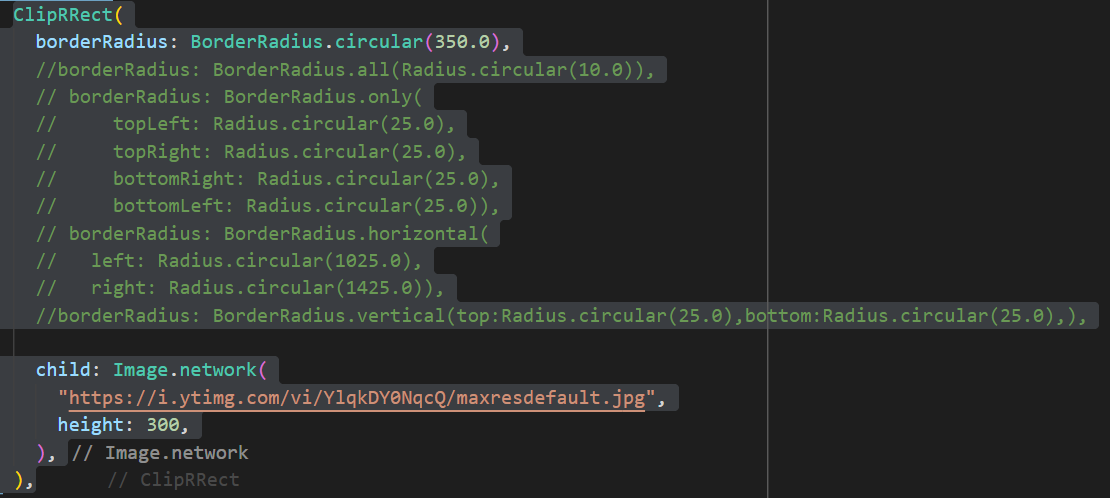 ClipRRect(
  borderRadius: BorderRadius.circular(350.0),
  //borderRadius: BorderRadius.all(Radius.circular(10.0)),
  // borderRadius: BorderRadius.only(
  //     topLeft: Radius.circular(25.0),
  //     topRight: Radius.circular(25.0),
  //     bottomRight: Radius.circular(25.0),
  //     bottomLeft: Radius.circular(25.0)),
  // borderRadius: BorderRadius.horizontal(
  //   left: Radius.circular(1025.0),
  //   right: Radius.circular(1425.0)),
  //borderRadius: BorderRadius.vertical(top:Radius.circular(25.0),bottom:Radius.circular(25.0),),
  child: Image.network(
    "https://i.ytimg.com/vi/YlqkDY0NqcQ/maxresdefault.jpg",
    height: 300,
  ), // Image.network
),       // ClipRRect